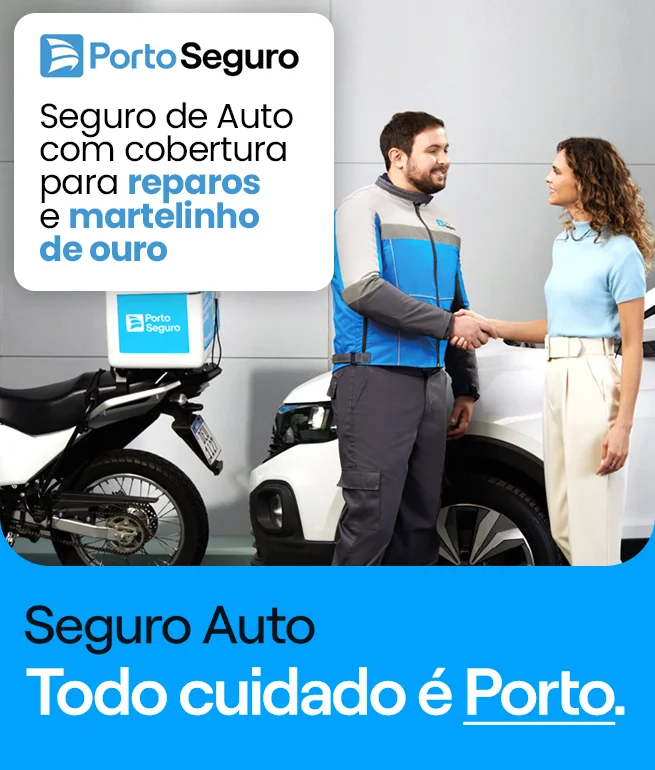 Porto Seguro
Seguro de Auto
com cobertura
para reparos
e martelinho
de ouro
Porto
Seguro
Seguro Auto
Todo cuidado é Porto.